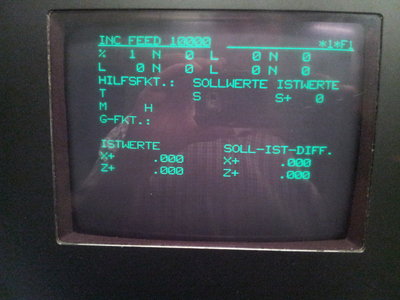 INC FEED 10000 *1*F1
% 1 N 0 L 0 N 0
L 0 N 0 L 0 N 0
HILFSFKT.: SOLLWERTE ISTWERTE
T S S+ 0
M H
G-FKT.:
ISTWERTE SOLL-IST-DIFF.
X+ .000 X+ .000
Z+ .000 Z+ .000